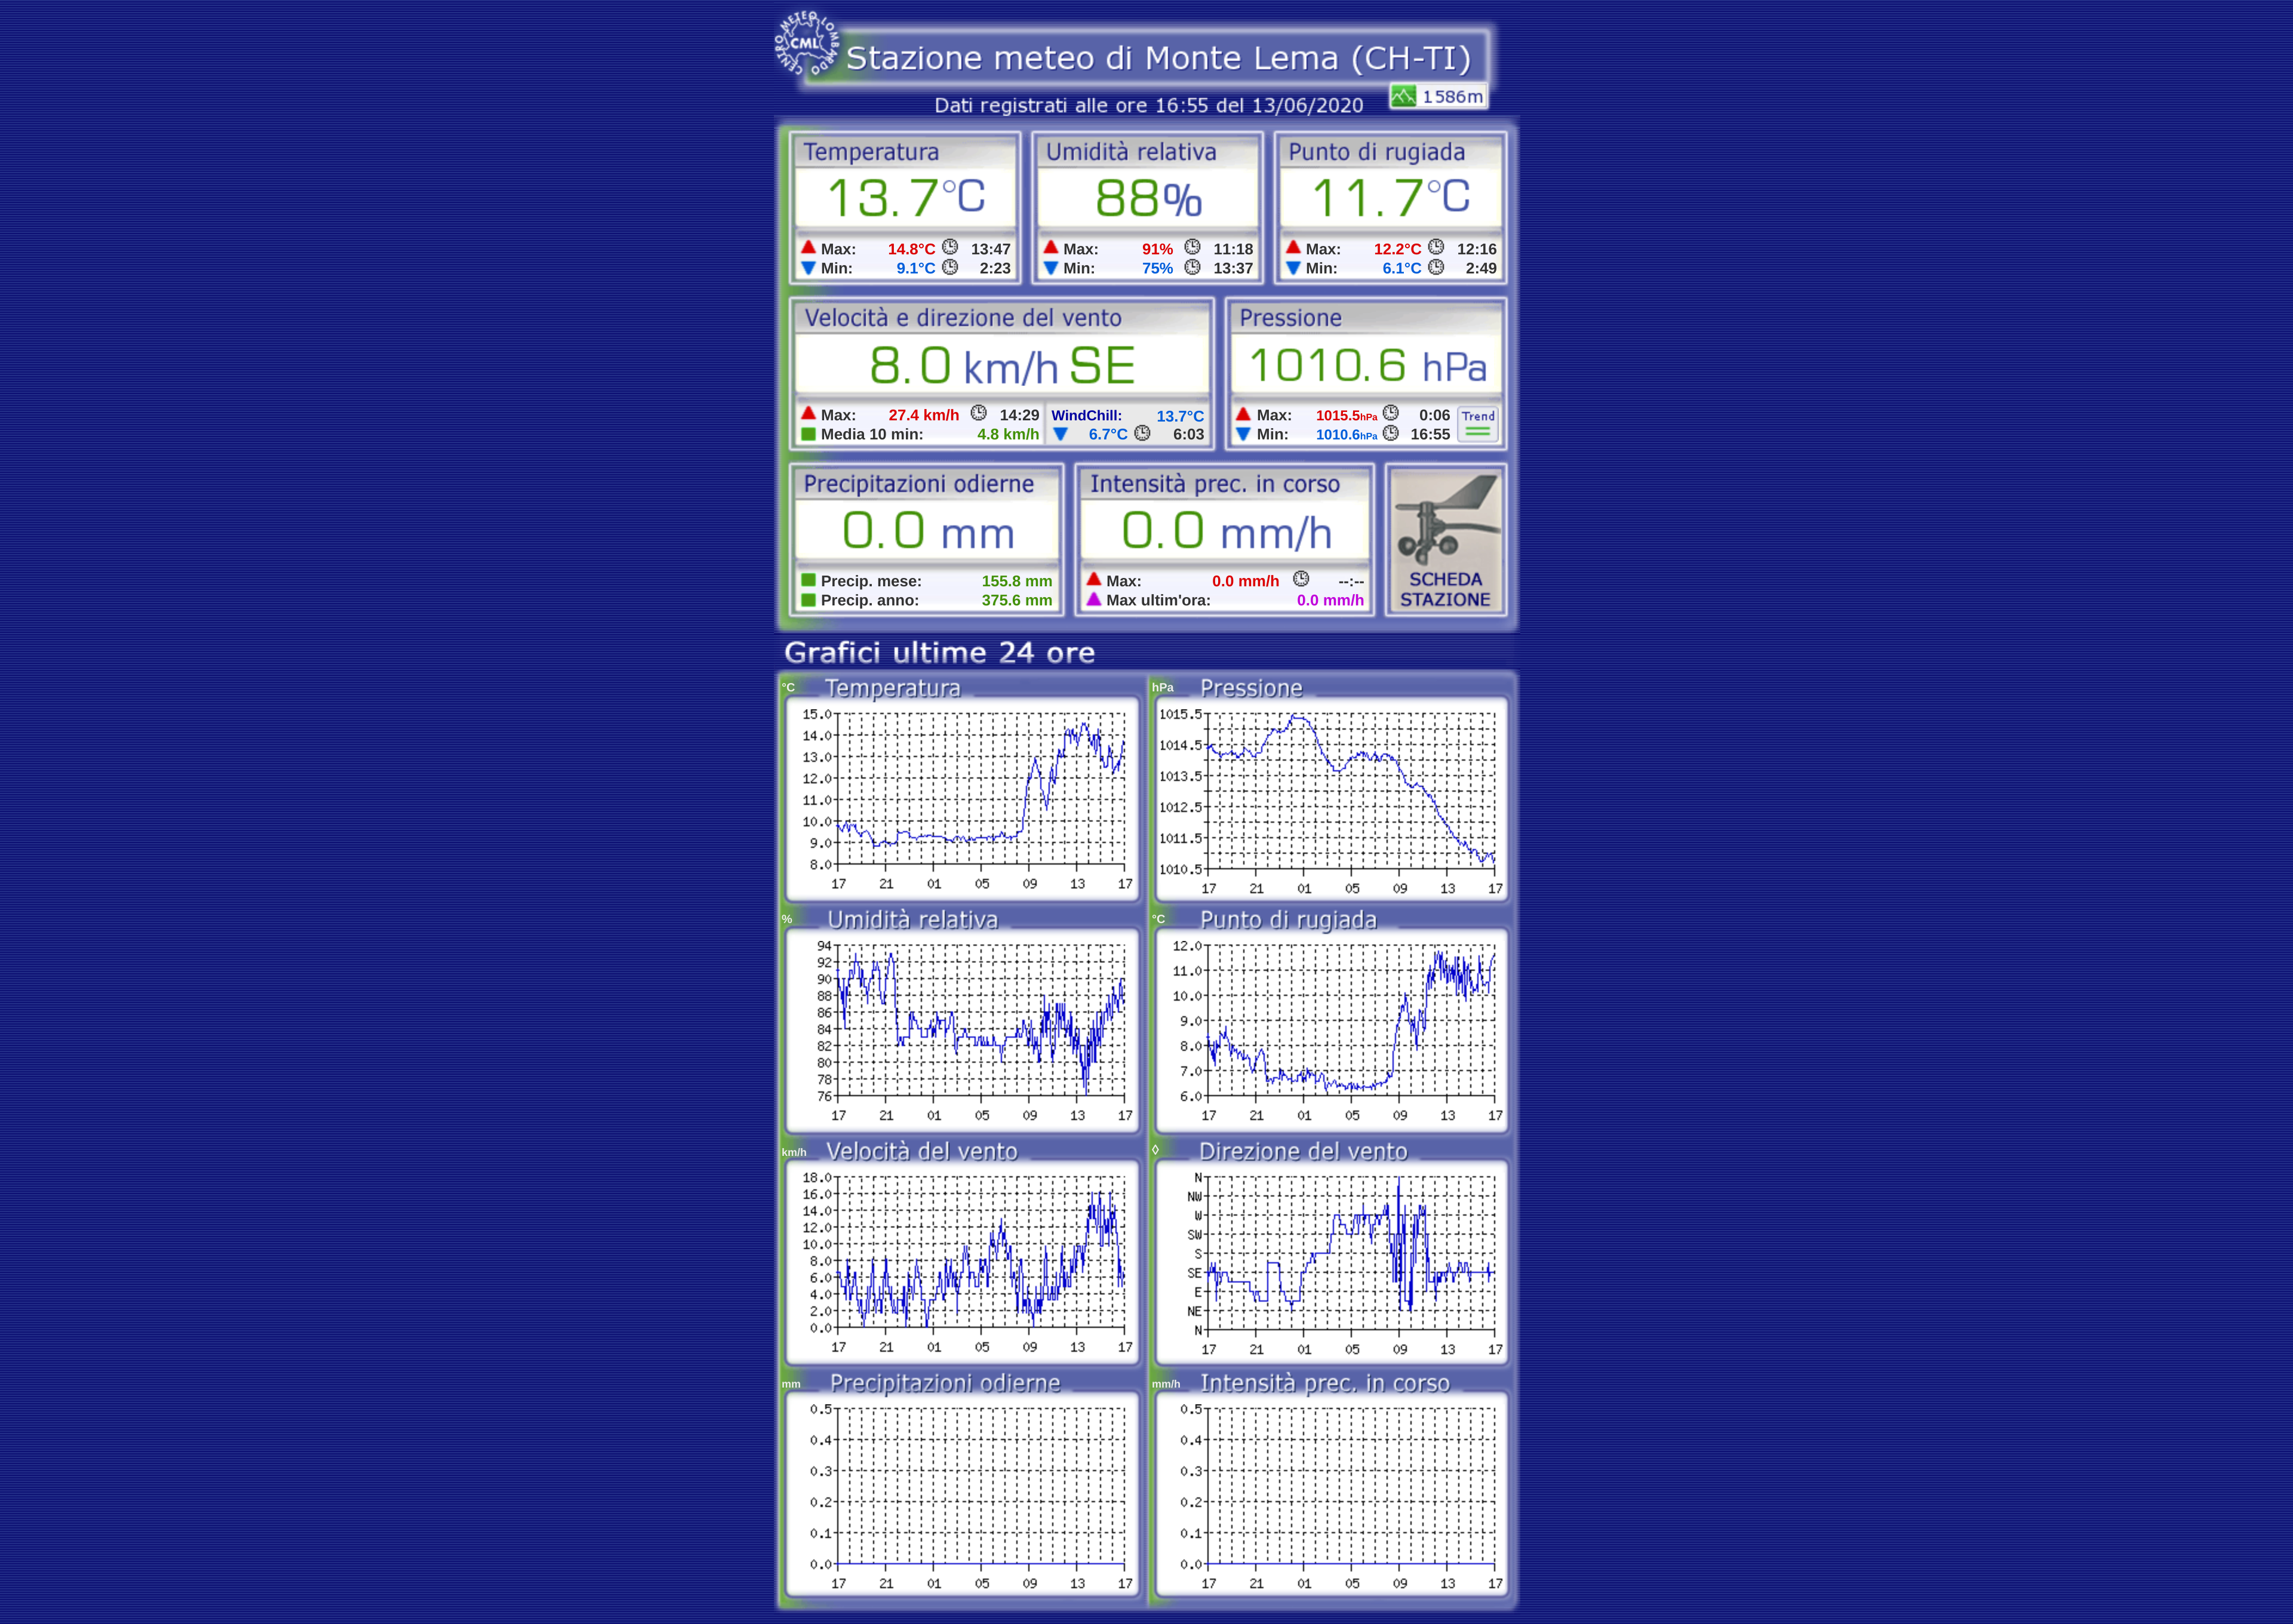 CENTRO METEO LOMBARDO
CML
Stazione meteo di Monte Lema (CH-TI)
Dati registrati alle ore 16:55 del 13/06/2020
1586m
Temperatura
13.7°C
Max: 14.8°C 13:47
Min: 9.1°C 2:23
Umidità relativa
88%
Max: 91% 11:18
Min: 75% 13:37
Punto di rugiada
11.7°C
Max: 12.2°C 12:16
Min: 6.1°C 2:49
Velocità e direzione del vento
8.0 km/h SE
Max: 27.4 km/h 14:29
Media 10 min: 4.8 km/h
WindChill: 13.7°C
6.7°C 6:03
Pressione
1010.6 hPa
Max: 1015.5hPa 0:06
Min: 1010.6hPa 16:55
Trend
Precipitazioni odierne
0.0 mm
Precip. mese: 155.8 mm
Precip. anno: 375.6 mm
Intensità prec. in corso
0.0 mm/h
Max: 0.0 mm/h --:--
Max ultim'ora: 0.0 mm/h
SCHEDA
STAZIONE
Grafici ultime 24 ore
°C Temperatura
15.0
14.0
13.0
12.0
11.0
10.0
9.0
8.0
17 21 01 05 09 13 17
hPa Pressione
1015.5
1014.5
1013.5
1012.5
1011.5
1010.5
17 21 01 05 09 13 17
% Umidità relativa
94
92
90
88
86
84
82
80
78
76
17 21 01 05 09 13 17
°C Punto di rugiada
12.0
11.0
10.0
9.0
8.0
7.0
6.0
17 21 01 05 09 13 17
km/h Velocità del vento
18.0
16.0
14.0
12.0
10.0
8.0
6.0
4.0
2.0
0.0
17 21 01 05 09 13 17
◊ Direzione del vento
N
NW
W
SW
S
SE
E
NE
N
17 21 01 05 09 13 17
mm Precipitazioni odierne
0.5
0.4
0.3
0.2
0.1
0.0
17 21 01 05 09 13 17
mm/h Intensità prec. in corso
0.5
0.4
0.3
0.2
0.1
0.0
17 21 01 05 09 13 17